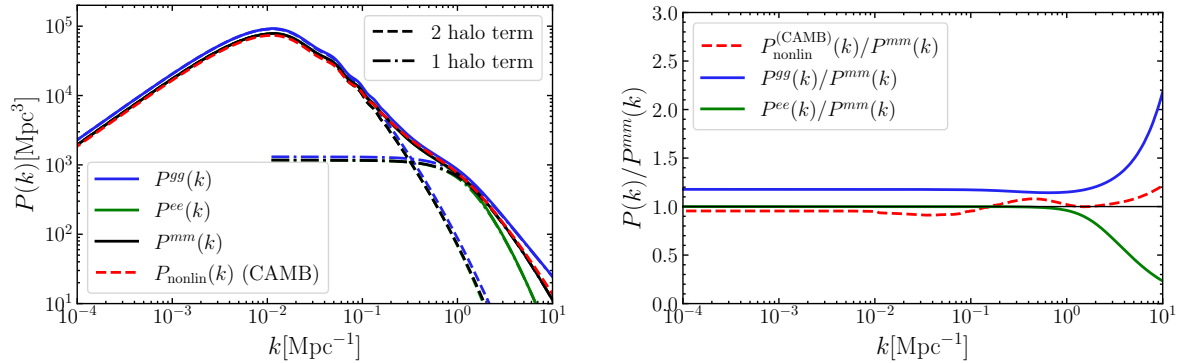 10^5
10^4
10^3
10^2
10^1
P(k)[Mpc^3]
2 halo term
1 halo term
P^{gg}(k)
P^{ee}(k)
P^{mm}(k)
P_{nonlin}(k) (CAMB)
10^{−4} 10^{−3} 10^{−2} 10^{−1} 10^0 10^1
k[Mpc^{−1}]
3.0
2.5
2.0
1.5
1.0
0.5
0.0
P(k)/P^{mm}(k)
P_{nonlin}^{(CAMB)}(k)/P^{mm}(k)
P^{gg}(k)/P^{mm}(k)
P^{ee}(k)/P^{mm}(k)
10^{−4} 10^{−3} 10^{−2} 10^{−1} 10^0 10^1
k[Mpc^{−1}]